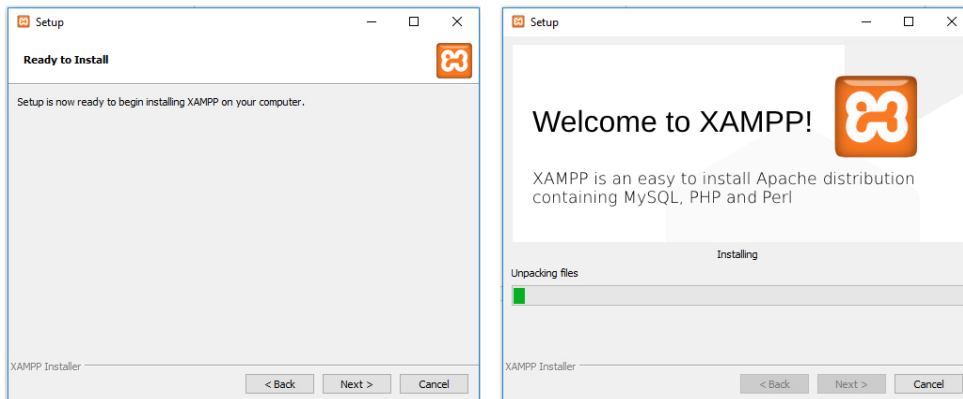 Setup
Ready to Install
Setup is now ready to begin installing XAMPP on your computer.
XAMPP Installer
< Back
Next >
Cancel
Setup
Welcome to XAMPP!
XAMPP is an easy to install Apache distribution
containing MySQL, PHP and Perl
Installing
Unpacking files
XAMPP Installer
< Back
Next >
Cancel